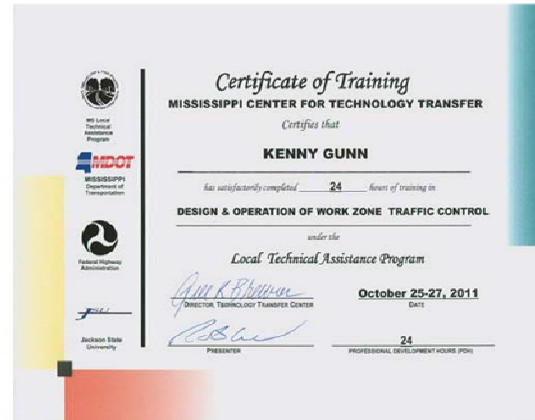 Certificate of Training
MISSISSIPPI CENTER FOR TECHNOLOGY TRANSFER
Certifies that
KENNY GUNN
has satisfactorily completed 24 hours of training in
DESIGN & OPERATION OF WORK ZONE TRAFFIC CONTROL
under the
Local Technical Assistance Program
DIRECTOR, TECHNOLOGY TRANSFER CENTER
October 25-27, 2011
DATE
PRESENTER
24
PROFESSIONAL DEVELOPMENT HOURS (PDH)
MS Local
Technical
Assistance
Program
MDOT
MISSISSIPPI
Department of
Transportation
Federal Highway
Administration
JSU
Jackson State
University